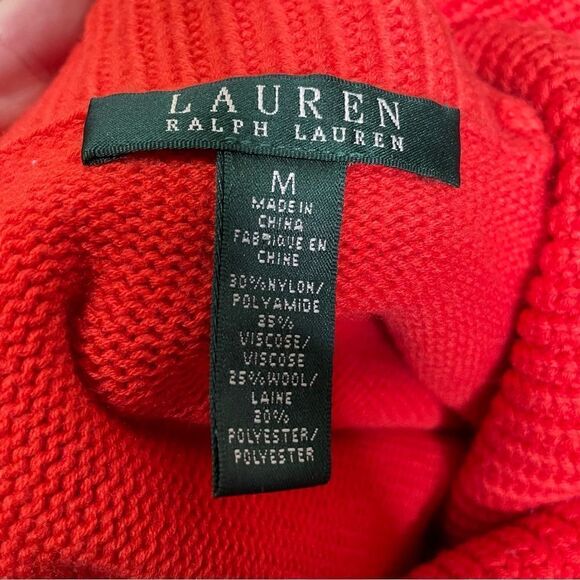 LAUREN
RALPH LAUREN
M
MADE IN
CHINA
FABRIQUE EN
CHINE
30%NYLON/
POLYAMIDE
25%
VISCOSE/
VISCOSE
25%WOOL/
LAINE
20%
POLYESTER/
POLYESTER